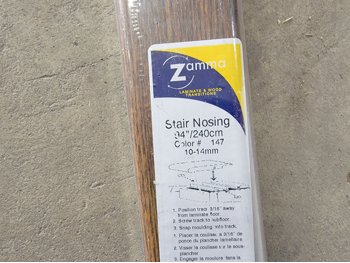 Zamma
LAMINATE & WOOD
TRANSITIONS
Stair Nosing
94"/240cm
Color # 147
10-14mm
1. Position track 3/16" away
from laminate floor.
2. Screw track to subfloor.
3. Snap moulding into track.
1. Placer la coulisse a 3/16" de
ponce du plancher lamellaire
2. Visser la coulisse sur le sous-
plancher
3. Engager la moulure dans la